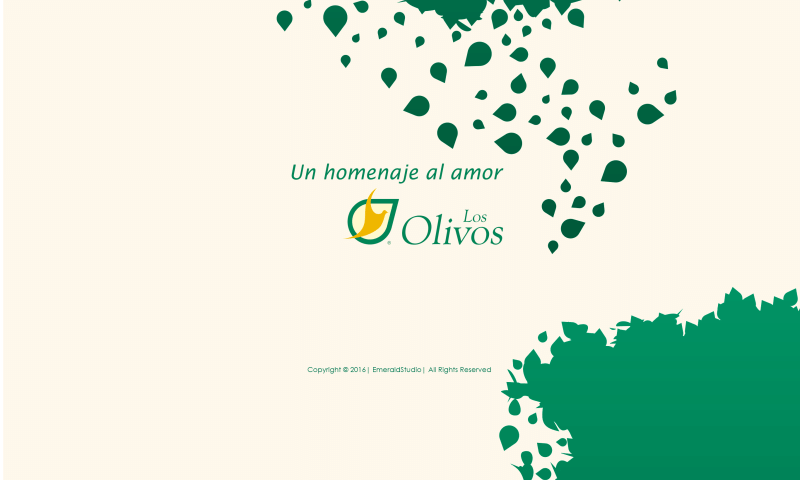 Un homenaje al amor
Los
Olivos
®
Copyright © 2016| EmeraldStudio| All Rights Reserved